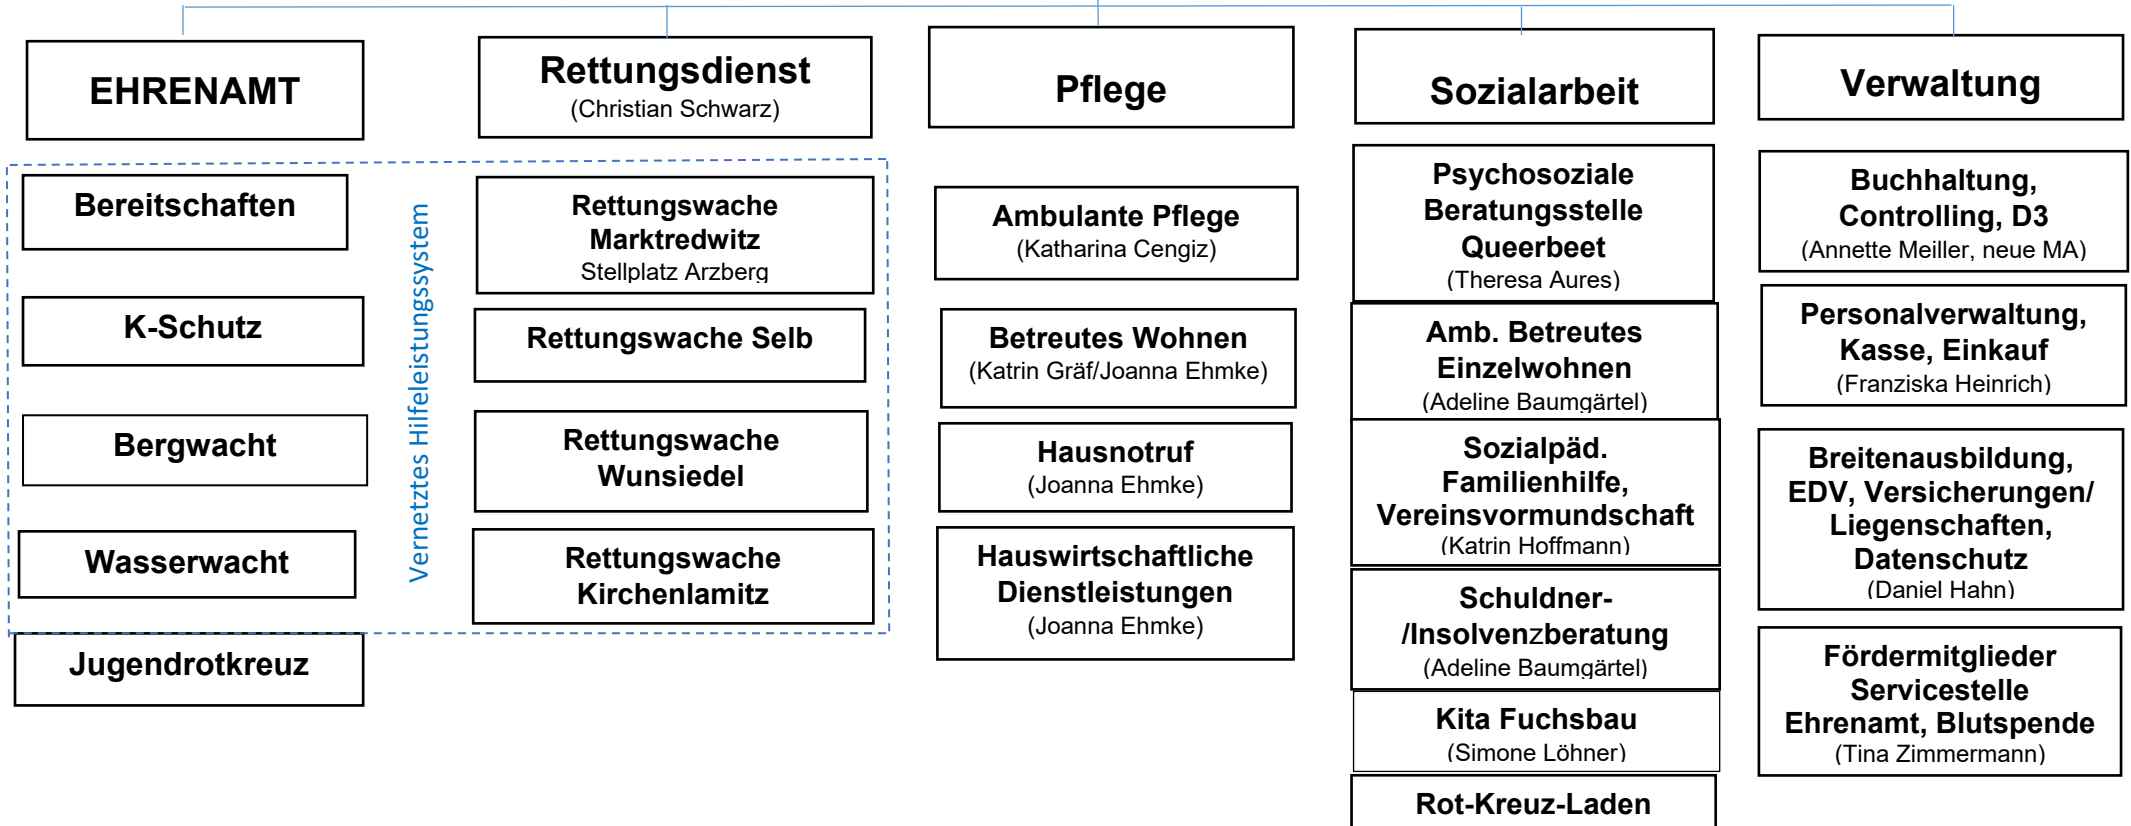 EHRENAMT
Bereitschaften
K-Schutz
Bergwacht
Wasserwacht
Jugendrotkreuz
Vernetztes Hilfeleistungssystem
Rettungsdienst
(Christian Schwarz)
Rettungswache
Marktredwitz
Stellplatz Arzberg
Rettungswache Selb
Rettungswache
Wunsiedel
Rettungswache
Kirchenlamitz
Pflege
Ambulante Pflege
(Katharina Cengiz)
Betreutes Wohnen
(Katrin Gräf/Joanna Ehmke)
Hausnotruf
(Joanna Ehmke)
Hauswirtschaftliche
Dienstleistungen
(Joanna Ehmke)
Sozialarbeit
Psychosoziale
Beratungsstelle
Queerbeet
(Theresa Aures)
Amb. Betreutes
Einzelwohnen
(Adeline Baumgärtel)
Sozialpäd.
Familienhilfe,
Vereinsvormundschaft
(Katrin Hoffmann)
Schuldner-
/Insolvenzberatung
(Adeline Baumgärtel)
Kita Fuchsbau
(Simone Löhner)
Rot-Kreuz-Laden
Verwaltung
Buchhaltung,
Controlling, D3
(Annette Meiller, neue MA)
Personalverwaltung,
Kasse, Einkauf
(Franziska Heinrich)
Breitenausbildung,
EDV, Versicherungen/
Liegenschaften,
Datenschutz
(Daniel Hahn)
Fördermitglieder
Servicestelle
Ehrenamt, Blutspende
(Tina Zimmermann)